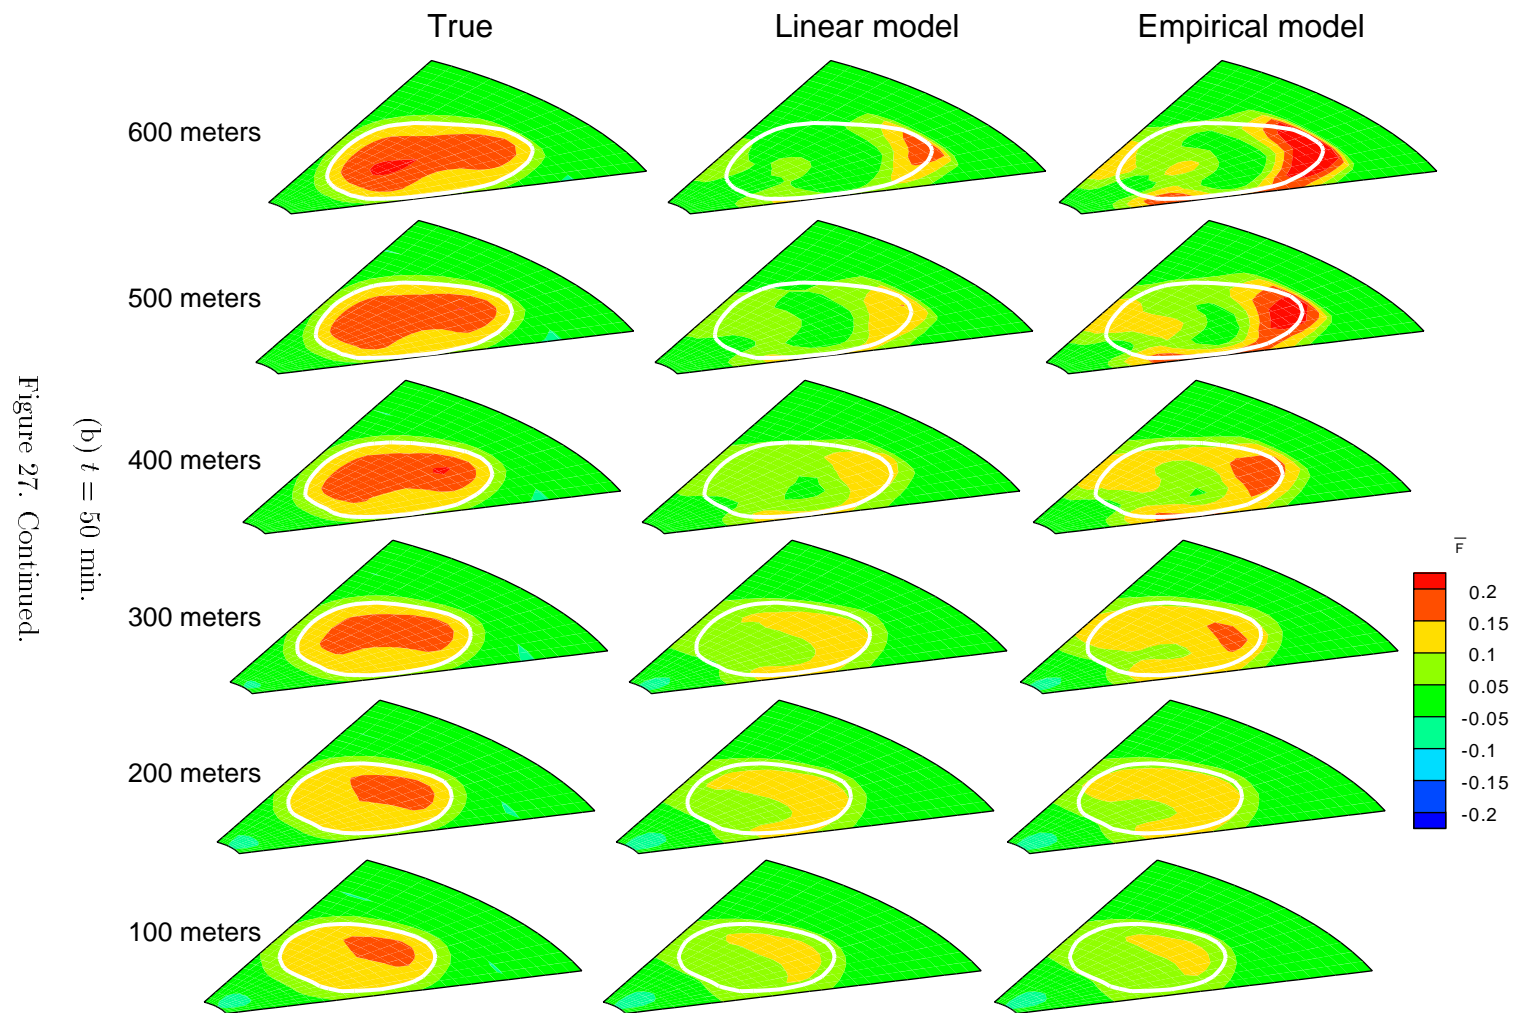 True
Linear model
Empirical model
600 meters
500 meters
400 meters
300 meters
200 meters
100 meters
F
0.2
0.15
0.1
0.05
-0.05
-0.1
-0.15
-0.2
(b) t = 50 min.
Figure 27. Continued.